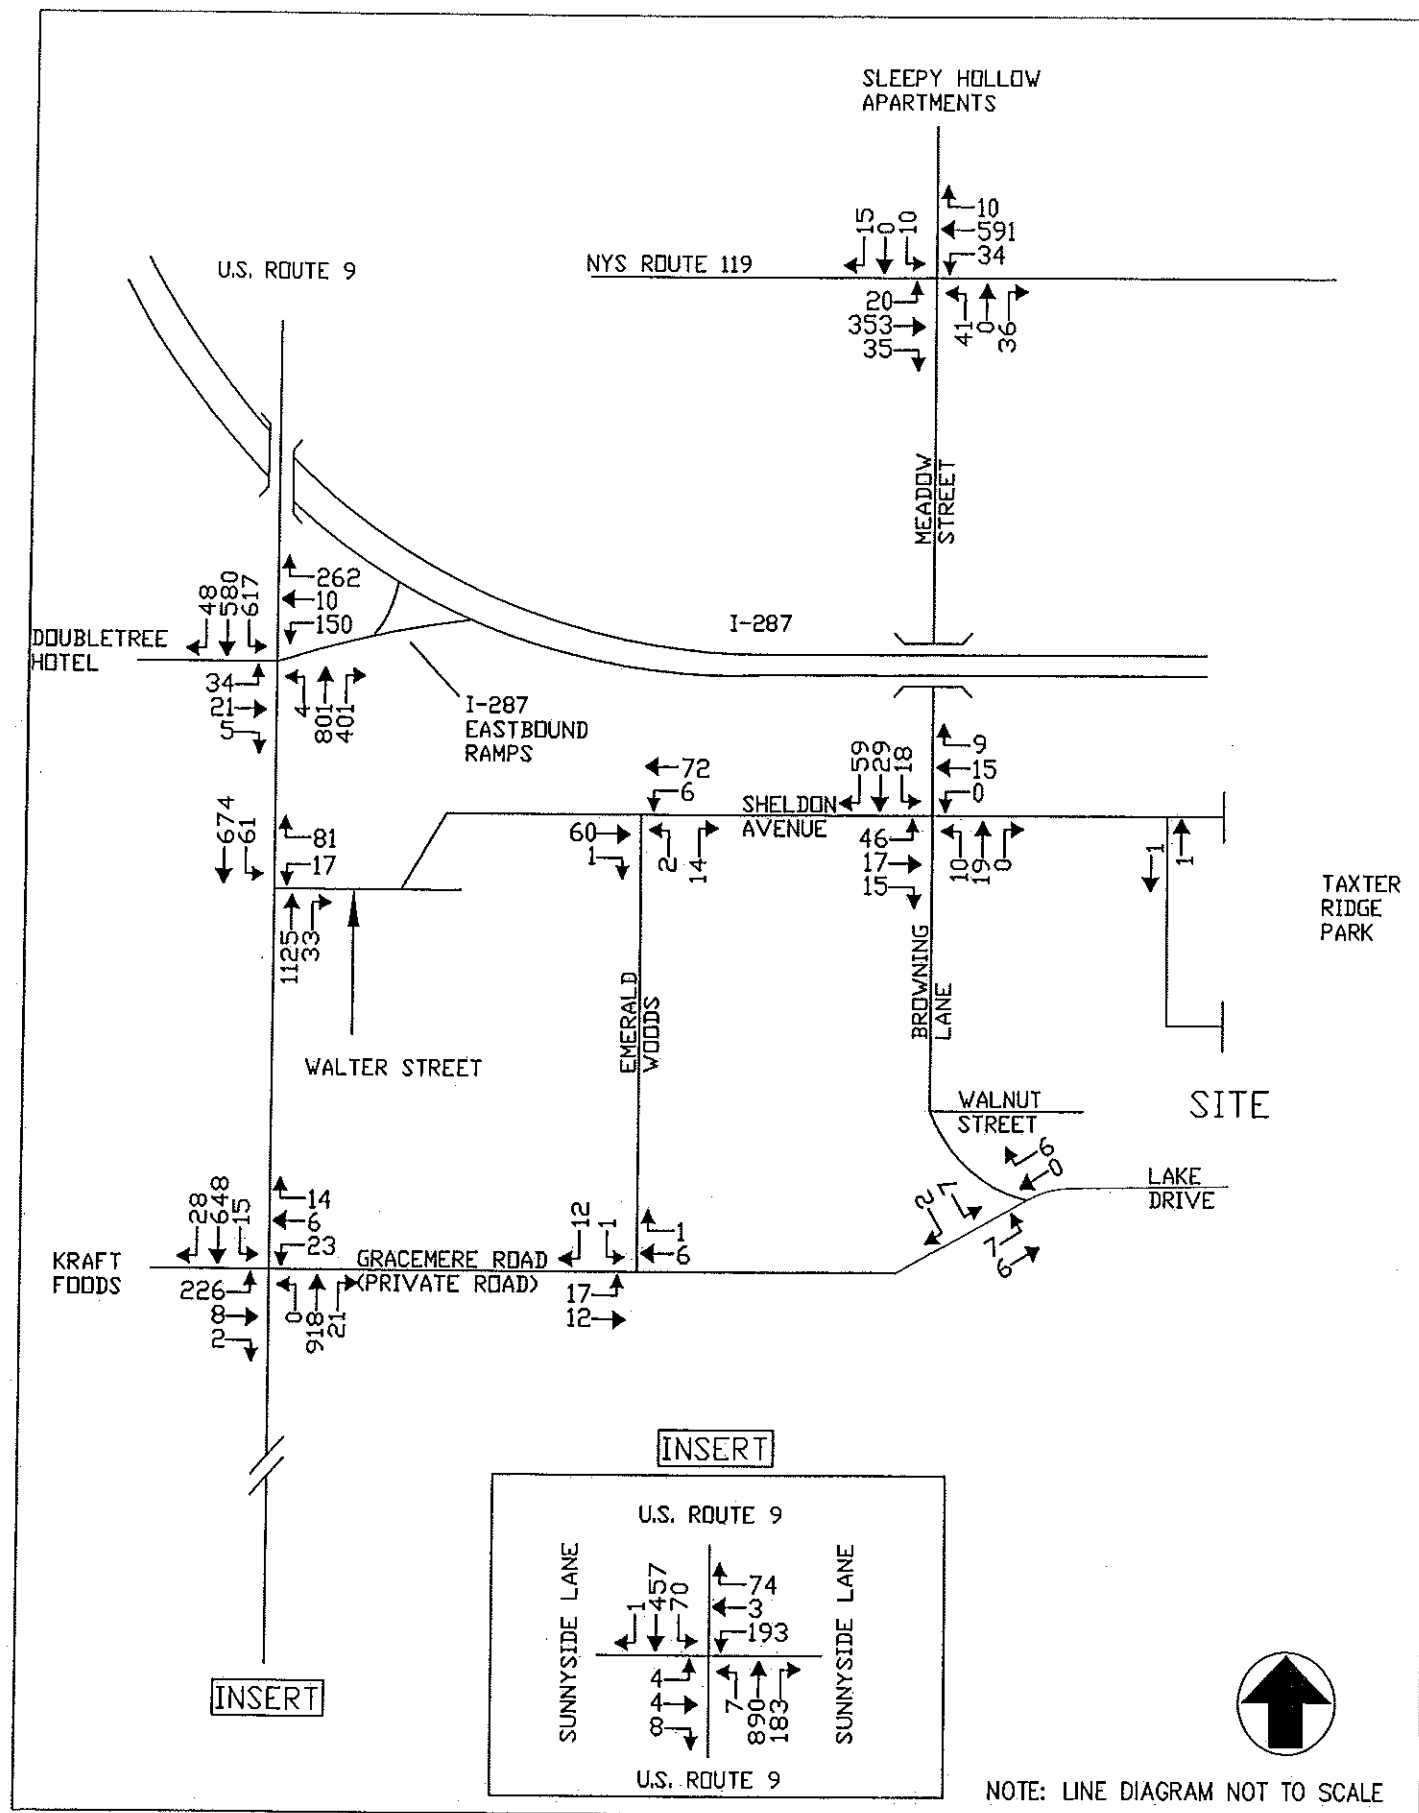 SLEEPY HOLLOW
APARTMENTS
15
0
10
10
591
34
NYS ROUTE 119
20
353
35
41
0
36
U.S. ROUTE 9
MEADOW
STREET
48
580
617
262
10
150
DOUBLETREE
HOTEL
34
21
5
4
801
401
I-287
I-287
EASTBOUND
RAMPS
59
29
18
9
15
0
72
6
SHELDON
AVENUE
60
1
2
14
46
17
15
10
19
0
1
1
674
61
81
17
1125
33
TAXTER
RIDGE
PARK
WALTER STREET
EMERALD
WOODS
BROWNING
LANE
WALNUT
STREET
SITE
6
0
LAKE
DRIVE
2
7
7
6
28
648
15
14
6
23
KRAFT
FOODS
226
8
2
0
918
21
GRACEMERE ROAD
(PRIVATE ROAD)
12
1
1
6
17
12
INSERT
U.S. ROUTE 9
SUNNYSIDE LANE
1
457
70
74
3
193
SUNNYSIDE LANE
4
4
8
7
890
183
U.S. ROUTE 9
INSERT
NOTE: LINE DIAGRAM NOT TO SCALE